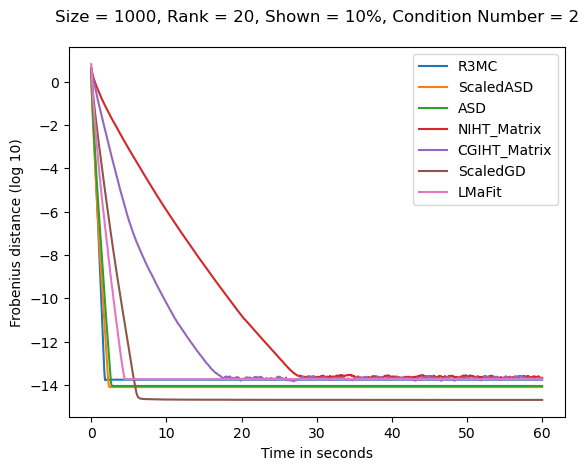 Size = 1000, Rank = 20, Shown = 10%, Condition Number = 2
R3MC
ScaledASD
ASD
NIHT_Matrix
CGIHT_Matrix
ScaledGD
LMaFit
Frobenius distance (log 10)
0
−2
−4
−6
−8
−10
−12
−14
0 10 20 30 40 50 60
Time in seconds